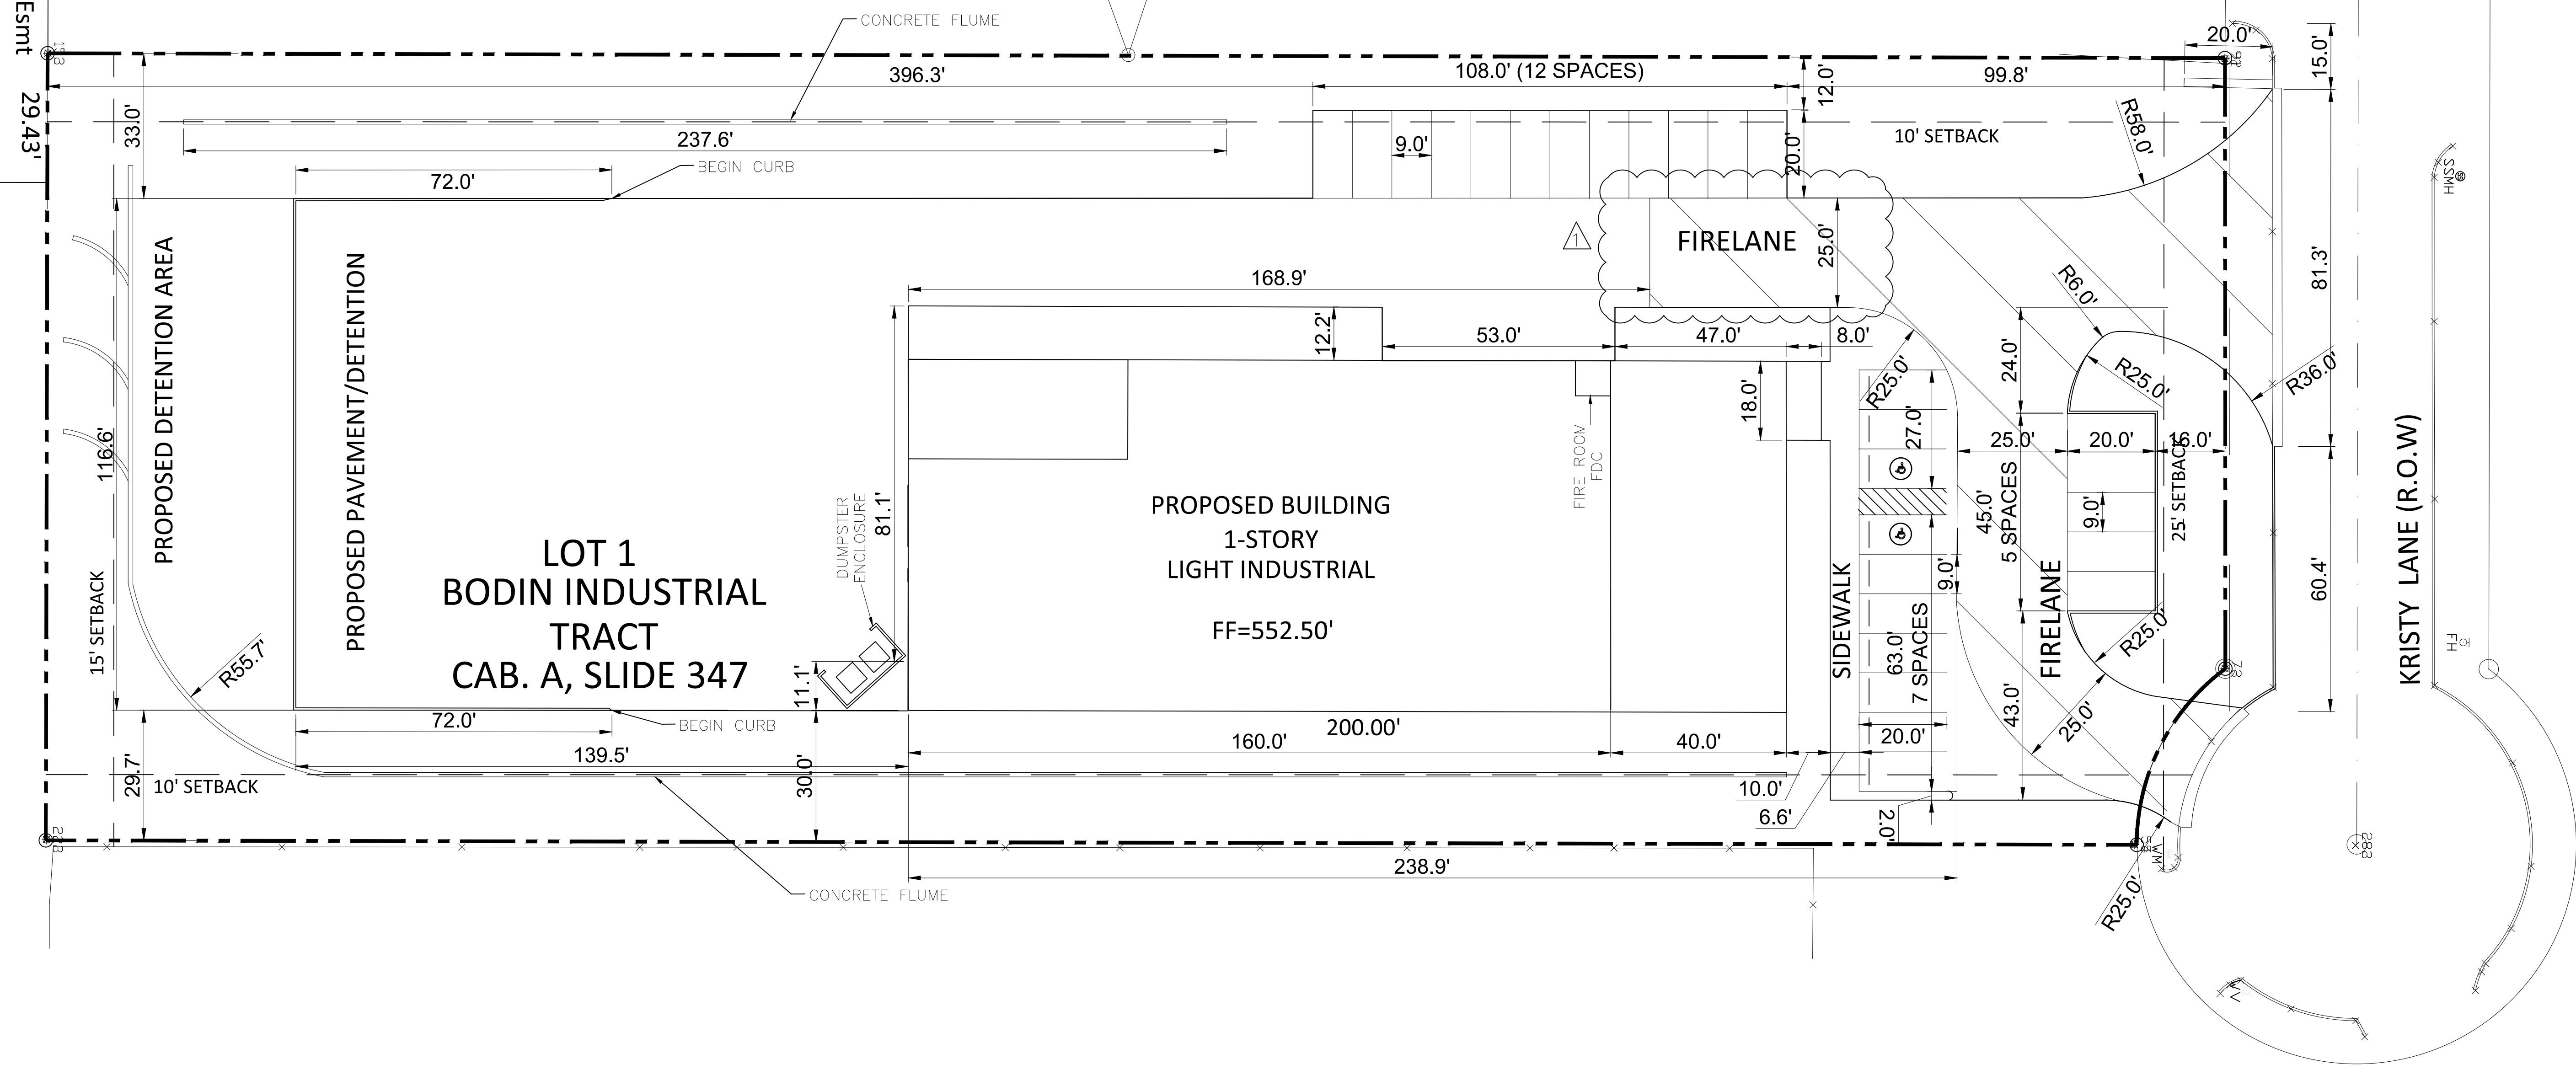 Esmt
29.43'
CONCRETE FLUME
396.3'
108.0' (12 SPACES)
99.8'
20.0'
15.0'
12.0'
33.0'
237.6'
9.0'
20.0'
10' SETBACK
R58.0'
BEGIN CURB
72.0'
SSMH
FIRELANE
1
25.0'
168.9'
81.3'
R6.0'
12.2'
53.0'
47.0'
8.0'
R25.0'
24.0'
R25.0'
R36.0'
PROPOSED DETENTION AREA
PROPOSED PAVEMENT/DETENTION
116.6'
18.0'
27.0'
25.0'
20.0'
16.0'
FIRE ROOM
FDC
81.1'
DUMPSTER
ENCLOSURE
PROPOSED BUILDING
1-STORY
LIGHT INDUSTRIAL
FF=552.50'
45.0'
5 SPACES
9.0'
25' SETBACK
KRISTY LANE (R.O.W)
LOT 1
BODIN INDUSTRIAL
TRACT
CAB. A, SLIDE 347
15' SETBACK
SIDEWALK
9.0'
63.0'
7 SPACES
FIRELANE
R25.0'
60.4'
FH
R55.7'
11.1'
72.0'
BEGIN CURB
200.00'
139.5'
160.0'
40.0'
20.0'
43.0'
25.0'
29.7'
10' SETBACK
30.0'
10.0'
6.6'
2.0'
WM
283
238.9'
CONCRETE FLUME
R25.0'
WV